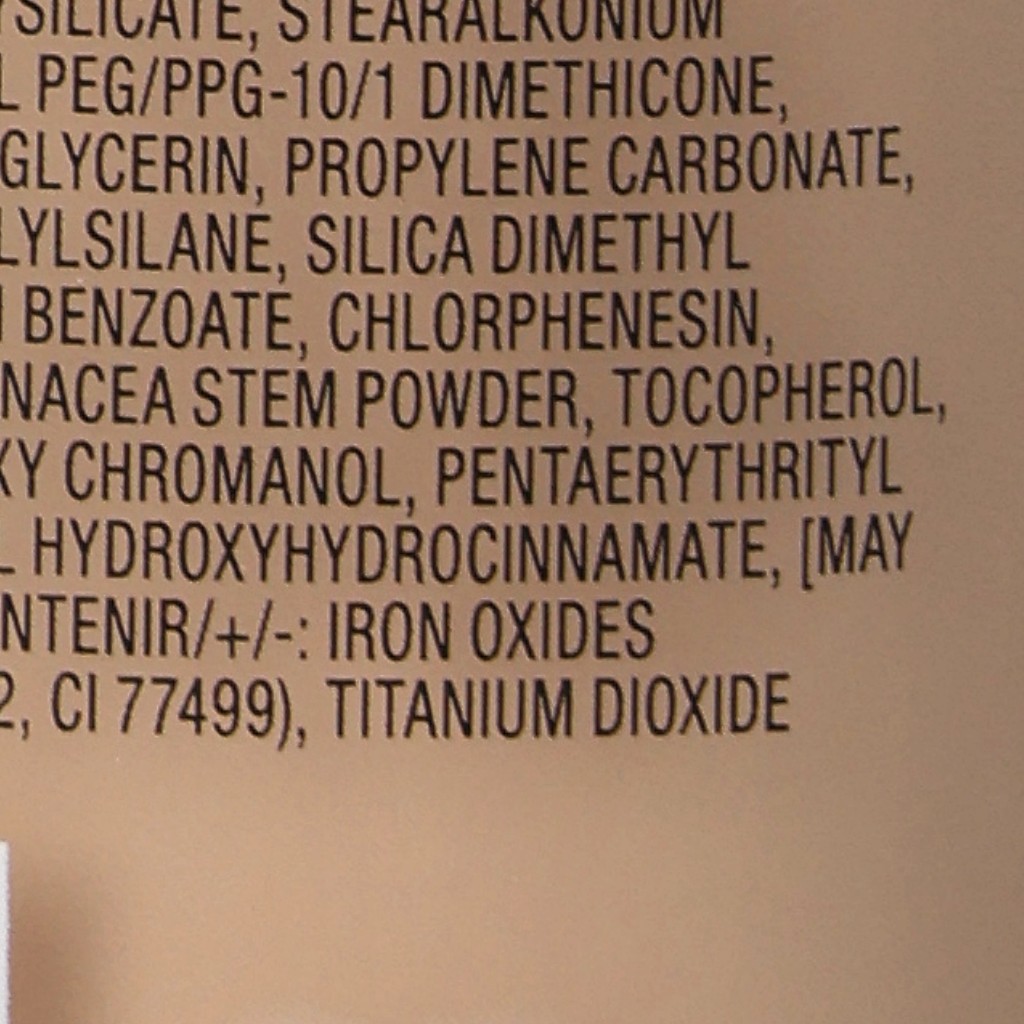 STEARALKONIUM
PEG/PPG-10/1 DIMETHICONE,
GLYCERIN, PROPYLENE CARBONATE,
LYLSILANE, SILICA DIMETHYL
BENZOATE, CHLORPHENESIN,
NACEA STEM POWDER, TOCOPHEROL,
XY CHROMANOL, PENTAERYTHRITYL
HYDROXYHYDROCINNAMATE, [MAY
NTENIR/+/-: IRON OXIDES
2, CI 77499), TITANIUM DIOXIDE